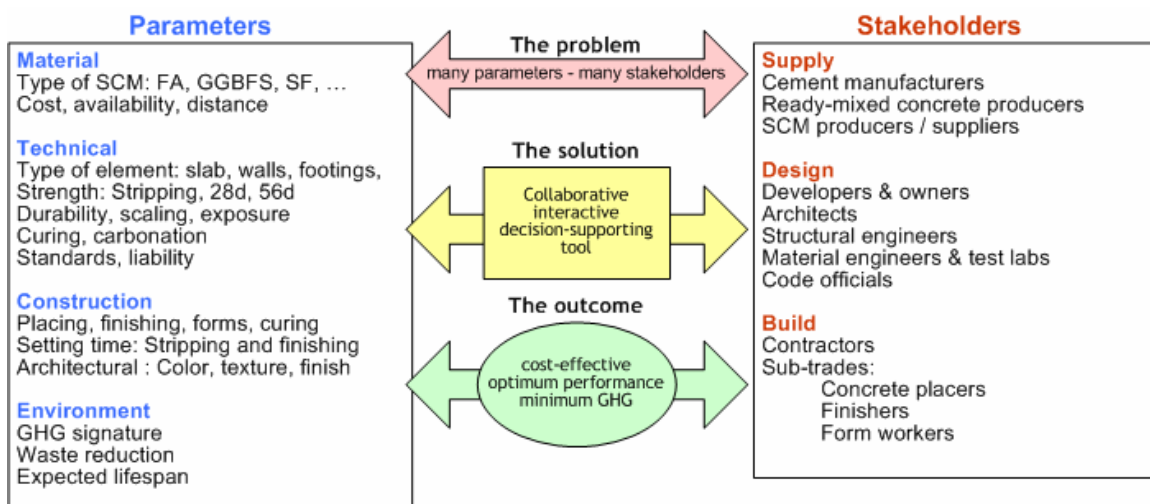 Parameters
Material
Type of SCM: FA, GGBFS, SF, ...
Cost, availability, distance
Technical
Type of element: slab, walls, footings,
Strength: Stripping, 28d, 56d
Durability, scaling, exposure
Curing, carbonation
Standards, liability
Construction
Placing, finishing, forms, curing
Setting time: Stripping and finishing
Architectural : Color, texture, finish
Environment
GHG signature
Waste reduction
Expected lifespan
The problem
many parameters - many stakeholders
The solution
Collaborative
interactive
decision-supporting
tool
The outcome
cost-effective
optimum performance
minimum GHG
Stakeholders
Supply
Cement manufacturers
Ready-mixed concrete producers
SCM producers / suppliers
Design
Developers & owners
Architects
Structural engineers
Material engineers & test labs
Code officials
Build
Contractors
Sub-trades:
Concrete placers
Finishers
Form workers